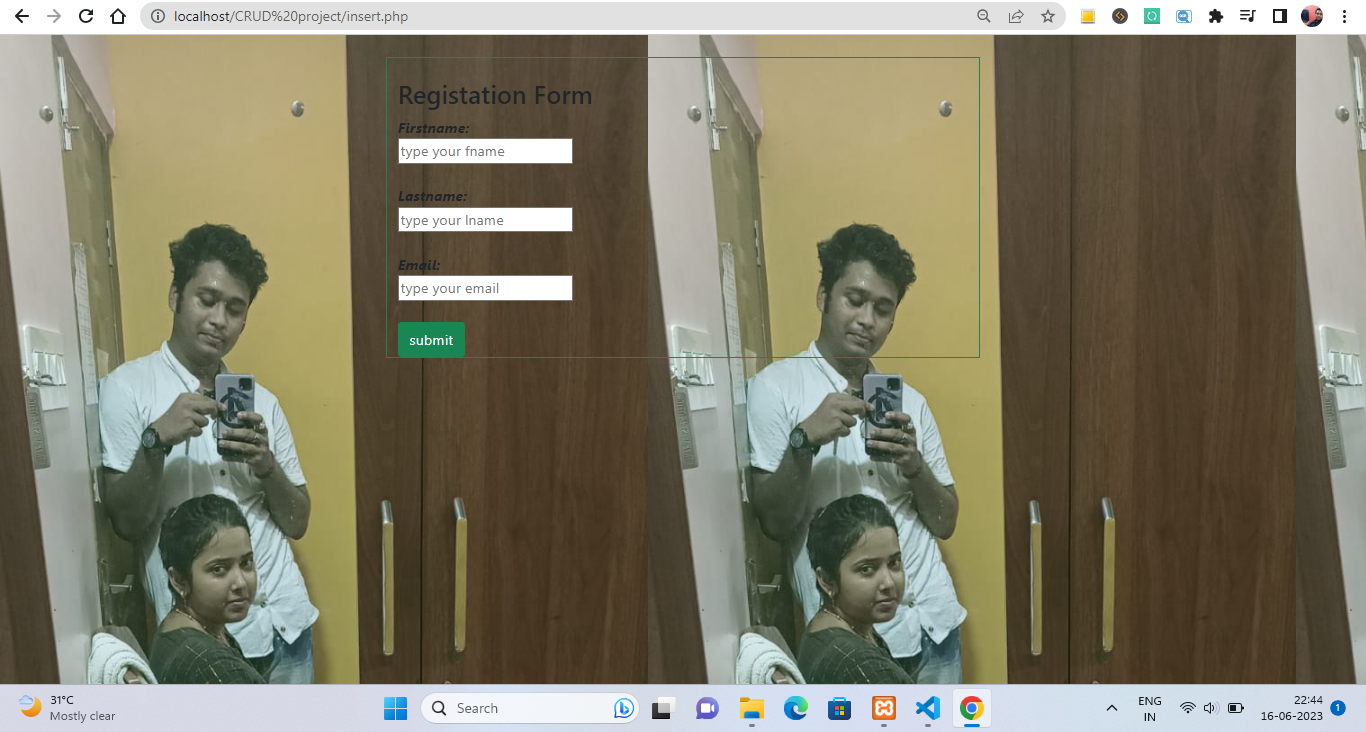 localhost/CRUD%20project/insert.php
Registation Form
Firstname:
type your fname
Lastname:
type your lname
Email:
type your email
submit
31°C
Mostly clear
Search
ENG
IN
22:44
16-06-2023
1